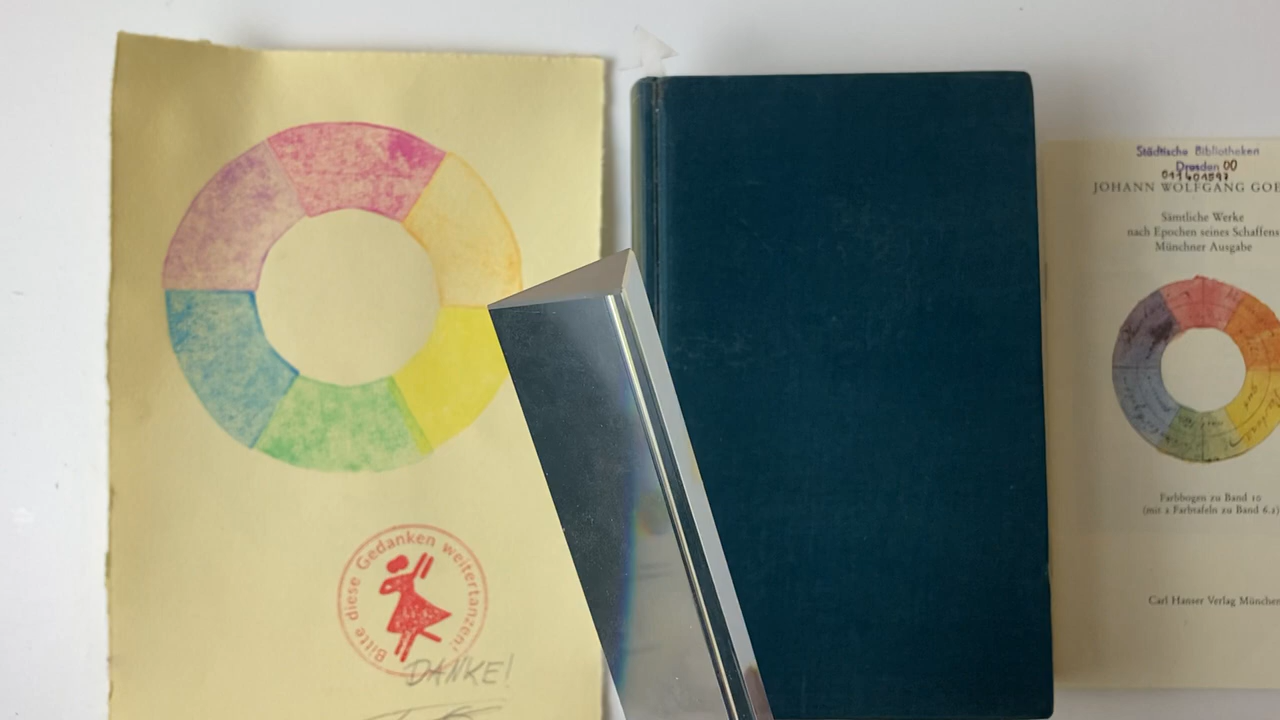 Bitte diese Gedanken weitertanzen!
DANKE!
Städtische Bibliotheken
Dresden 00
JOHANN WOLFGANG GOE
Sämtliche Werke
nach Epochen seines Schaffens
Münchner Ausgabe
Farbbogen zu Band 10
(mit 2 Farbtafeln zu Band 6.2)
Carl Hanser Verlag München